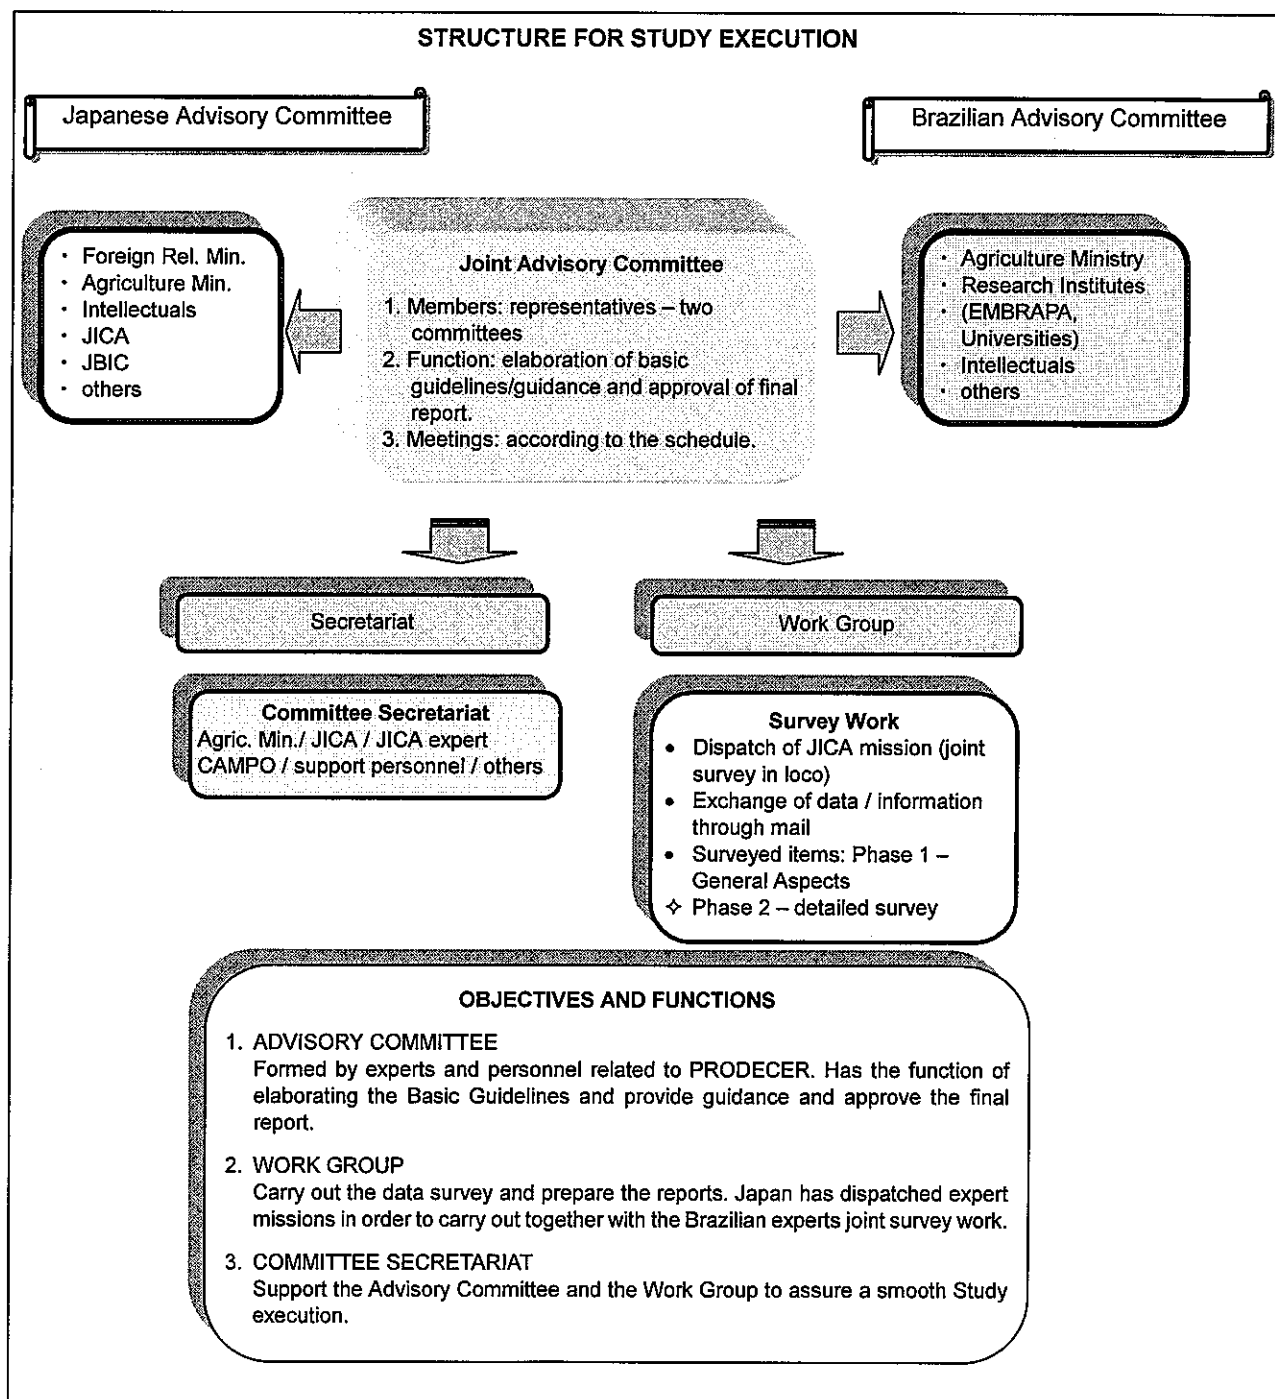 STRUCTURE FOR STUDY EXECUTION
Japanese Advisory Committee
Brazilian Advisory Committee
· Foreign Rel. Min.
· Agriculture Min.
· Intellectuals
· JICA
· JBIC
· others
Joint Advisory Committee
1. Members: representatives – two
committees
2. Function: elaboration of basic
guidelines/guidance and approval of final
report.
3. Meetings: according to the schedule.
· Agriculture Ministry
· Research Institutes
· (EMBRAPA,
Universities)
· Intellectuals
· others
Secretariat
Work Group
Committee Secretariat
Agric. Min./ JICA / JICA expert
CAMPO / support personnel / others
Survey Work
• Dispatch of JICA mission (joint
survey in loco)
• Exchange of data / information
through mail
• Surveyed items: Phase 1 –
General Aspects
✧ Phase 2 – detailed survey
OBJECTIVES AND FUNCTIONS
1. ADVISORY COMMITTEE
Formed by experts and personnel related to PRODECER. Has the function of
elaborating the Basic Guidelines and provide guidance and approve the final
report.
2. WORK GROUP
Carry out the data survey and prepare the reports. Japan has dispatched expert
missions in order to carry out together with the Brazilian experts joint survey work.
3. COMMITTEE SECRETARIAT
Support the Advisory Committee and the Work Group to assure a smooth Study
execution.